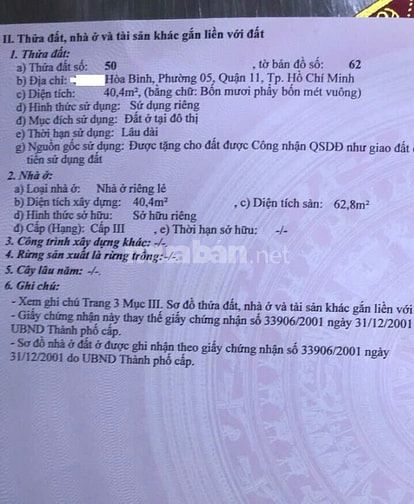 II. Thửa đất, nhà ở và tài sản khác gắn liền với đất
1. Thửa đất:
a) Thửa đất số: 50 , tờ bản đồ số: 62
b) Địa chỉ: Hòa Bình, Phường 05, Quận 11, Tp. Hồ Chí Minh
c) Diện tích: 40,4m², (bằng chữ: Bốn mươi phẩy bốn mét vuông)
d) Hình thức sử dụng: Sử dụng riêng
đ) Mục đích sử dụng: Đất ở tại đô thị
e) Thời hạn sử dụng: Lâu dài
g) Nguồn gốc sử dụng: Được tặng cho đất được Công nhận QSDĐ như giao đất
tiền sử dụng đất
2. Nhà ở:
a) Loại nhà ở: Nhà ở riêng lẻ
b) Diện tích xây dựng: 40,4m² , c) Diện tích sàn: 62,8m²
d) Hình thức sở hữu: Sở hữu riêng
đ) Cấp (Hạng): Cấp III , e) Thời hạn sở hữu: -/-
3. Công trình xây dựng khác: -/-
4. Rừng sản xuất là rừng trồng:-/-
5. Cây lâu năm: -/-
6. Ghi chú:
- Xem ghi chú Trang 3 Mục III. Sơ đồ thửa đất, nhà ở và tài sản khác gắn liền với
- Giấy chứng nhận này thay thế giấy chứng nhận số 33906/2001 ngày 31/12/2001
UBND Thành phố cấp.
- Sơ đồ nhà ở đất ở được ghi nhận theo giấy chứng nhận số 33906/2001 ngày
31/12/2001 do UBND Thành phố cấp.